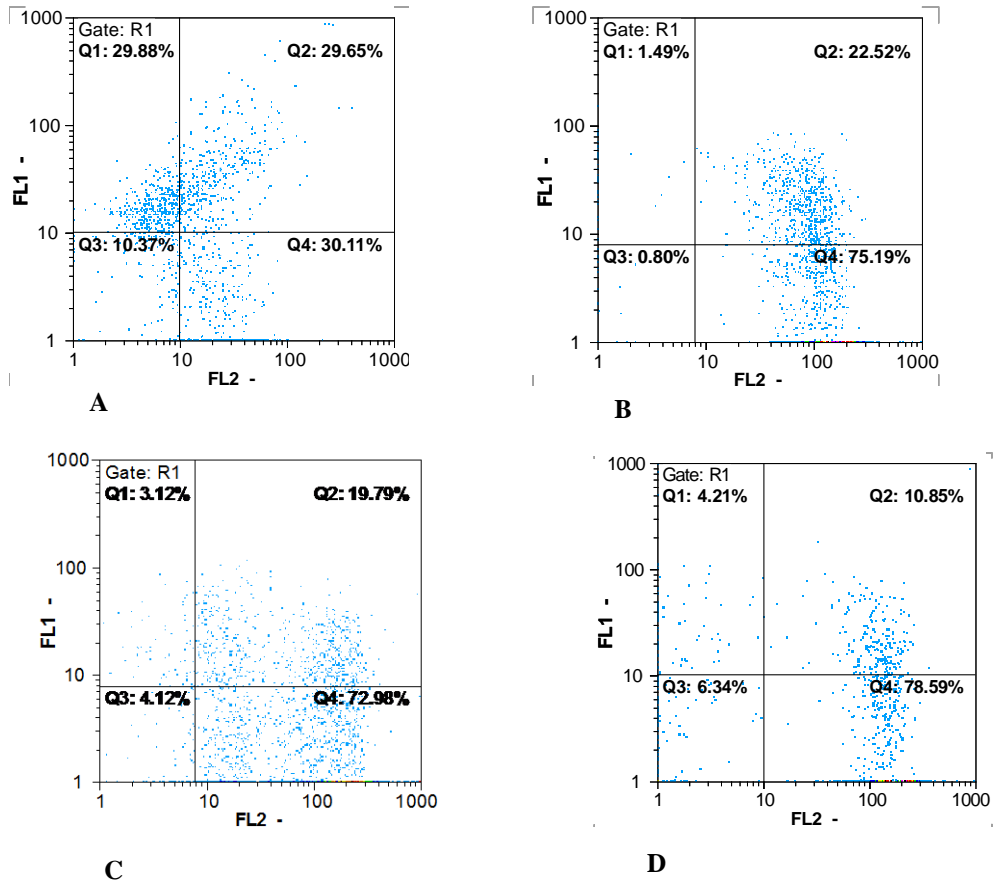 1000
Gate: R1
Q1: 29.88%
Q2: 29.65%
100
FL1 -
10
Q3: 10.37%
Q4: 30.11%
1
1
10
100
1000
FL2 -
A
1000
Gate: R1
Q1: 1.49%
Q2: 22.52%
100
FL1 -
10
Q3: 0.80%
Q4: 75.19%
1
1
10
100
1000
FL2 -
B
1000
Gate: R1
Q1: 3.12%
Q2: 19.79%
100
FL1 -
10
Q3: 4.12%
Q4: 72.98%
1
1
10
100
1000
FL2 -
C
1000
Gate: R1
Q1: 4.21%
Q2: 10.85%
100
FL1 -
10
Q3: 6.34%
Q4: 78.59%
1
1
10
100
1000
FL2 -
D